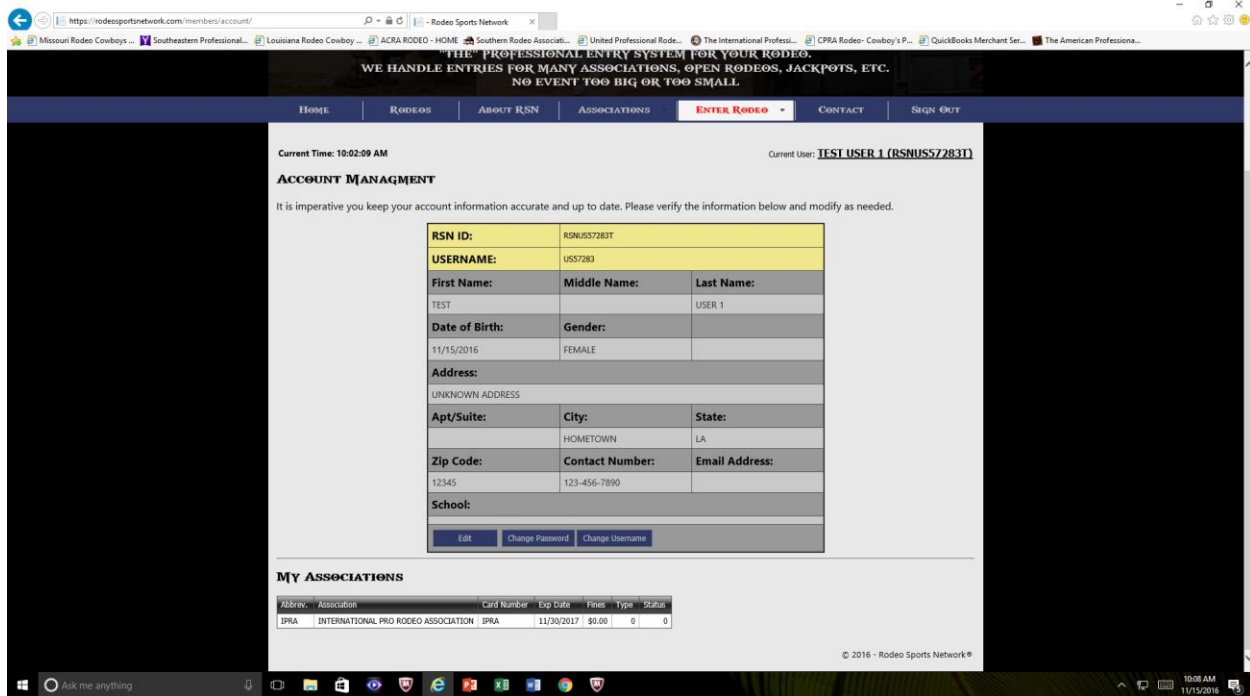 https://rodeosportsnetwork.com/members/account/
- Rodeo Sports Network
Missouri Rodeo Cowboys ... Southeastern Professional... Louisiana Rodeo Cowboy ... ACRA RODEO - HOME Southern Rodeo Associati... United Professional Rode... The International Professi... CPRA Rodeo- Cowboy's P... QuickBooks Merchant Ser... The American Professiona...
"THE" PROFESSIONAL ENTRY SYSTEM FOR YOUR RODEO.
WE HANDLE ENTRIES FOR MANY ASSOCIATIONS, OPEN RODEOS, JACKPOTS, ETC.
NO EVENT TOO BIG OR TOO SMALL
HOME RODEOS ABOUT RSN ASSOCIATIONS ENTER RODEO CONTACT SIGN OUT
Current Time: 10:02:09 AM Current User: TEST USER 1 (RSNUS57283T)
ACCOUNT MANAGMENT
It is imperative you keep your account information accurate and up to date. Please verify the information below and modify as needed.
RSN ID: RSNUS57283T
USERNAME: US57283
First Name: Middle Name: Last Name:
TEST USER 1
Date of Birth: Gender:
11/15/2016 FEMALE
Address:
UNKNOWN ADDRESS
Apt/Suite: City: State:
HOMETOWN LA
Zip Code: Contact Number: Email Address:
12345 123-456-7890
School:
Edit Change Password Change Username
MY ASSOCIATIONS
Abbrev. Association Card Number Exp Date Fines Type Status
IPRA INTERNATIONAL PRO RODEO ASSOCIATION IPRA 11/30/2017 $0.00 0 0
© 2016 - Rodeo Sports Network®
Ask me anything
10:08 AM
11/15/2016